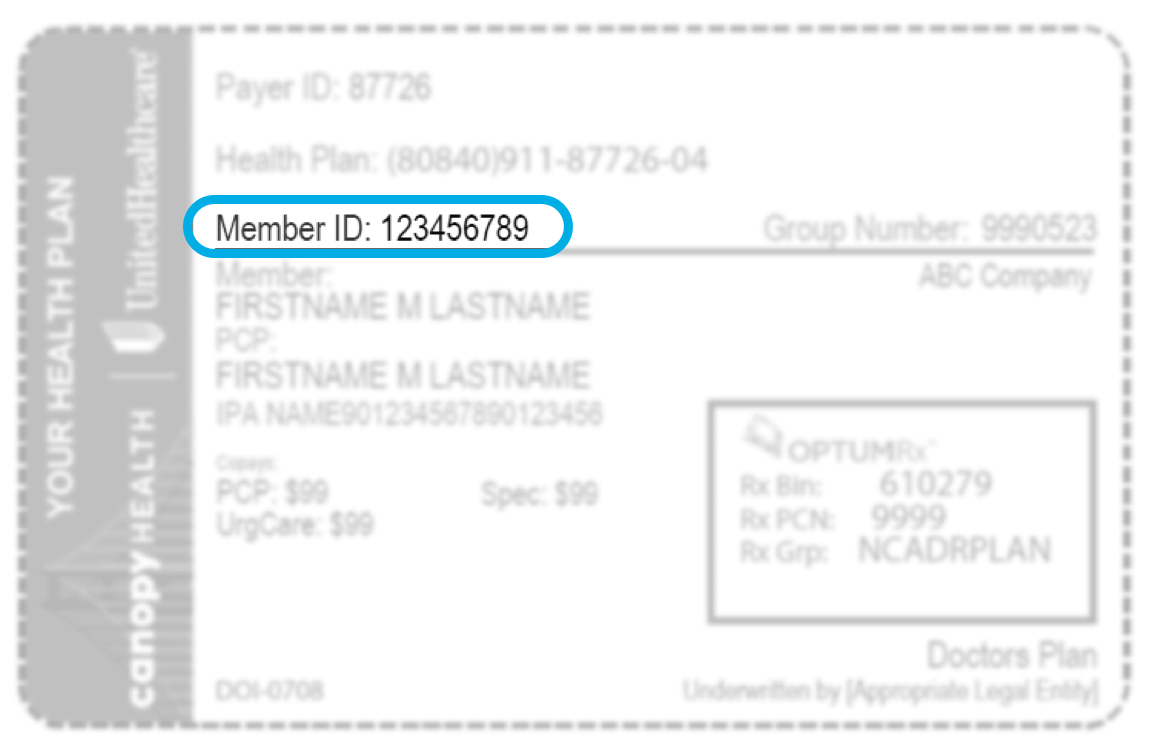 YOUR HEALTH PLAN
canopy HEALTH | UnitedHealthcare®
Payer ID: 87726
Health Plan: (80840)911-87726-04
Member ID: 123456789 Group Number: 9990523
Member: ABC Company
FIRSTNAME M LASTNAME
PCP:
FIRSTNAME M LASTNAME
IPA NAME901234567890123456
Copays:
PCP: $99 Spec: $99
UrgCare: $99
OPTUMRx™
Rx Bin: 610279
Rx PCN: 9999
Rx Grp: NCADRPLAN
Doctors Plan
DOI-0708 Underwritten by [Appropriate Legal Entity]